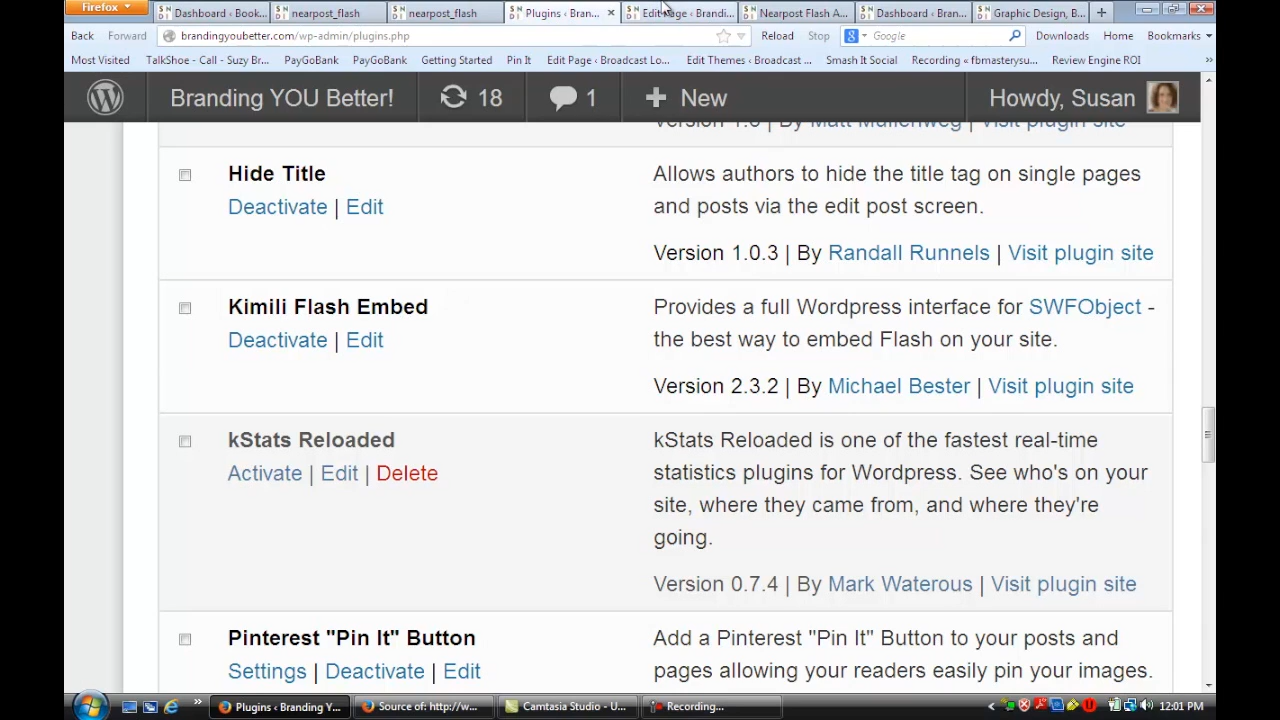 Firefox
Dashboard ‹ Book...
nearpost_flash
nearpost_flash
Plugins ‹ Bran...
Edit Page ‹ Brandi...
Nearpost Flash A...
Dashboard ‹ Bran...
Graphic Design, B...
Back Forward brandingyoubetter.com/wp-admin/plugins.php Reload Stop Google Downloads Home Bookmarks
Most Visited TalkShoe - Call - Suzy Br... PayGoBank PayGoBank Getting Started Pin It Edit Page ‹ Broadcast Lo... Edit Themes ‹ Broadcast ... Smash It Social Recording « fbmasterysu... Review Engine ROI »
Branding YOU Better! 18 1 + New Howdy, Susan
Version 1.6 | By Matt Mullenweg | Visit plugin site
Hide Title
Deactivate | Edit
Allows authors to hide the title tag on single pages
and posts via the edit post screen.
Version 1.0.3 | By Randall Runnels | Visit plugin site
Kimili Flash Embed
Deactivate | Edit
Provides a full Wordpress interface for SWFObject -
the best way to embed Flash on your site.
Version 2.3.2 | By Michael Bester | Visit plugin site
kStats Reloaded
Activate | Edit | Delete
kStats Reloaded is one of the fastest real-time
statistics plugins for Wordpress. See who's on your
site, where they came from, and where they're
going.
Version 0.7.4 | By Mark Waterous | Visit plugin site
Pinterest "Pin It" Button
Settings | Deactivate | Edit
Add a Pinterest "Pin It" Button to your posts and
pages allowing your readers easily pin your images.
Plugins ‹ Branding Y... Source of: http://w... Camtasia Studio - U... Recording... 12:01 PM